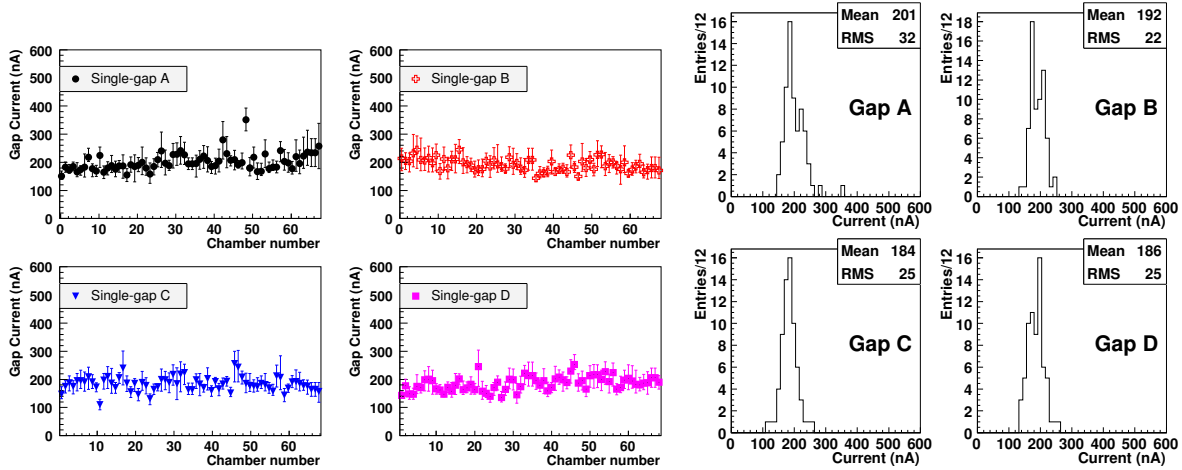 Gap Current (nA)
600
500
400
300
200
100
0
Single-gap A
0 10 20 30 40 50 60
Chamber number
Gap Current (nA)
600
500
400
300
200
100
0
Single-gap B
10 20 30 40 50 60
Chamber number
Entries/12
16
14
12
10
8
6
4
2
0
Mean 201
RMS 32
Gap A
0 100 200 300 400 500 600
Current (nA)
Entries/12
18
16
14
12
10
8
6
4
2
0
Mean 192
RMS 22
Gap B
0 100 200 300 400 500 600
Current (nA)
Gap Current (nA)
600
500
400
300
200
100
0
Single-gap C
0 10 20 30 40 50 60
Chamber number
Gap Current (nA)
600
500
400
300
200
100
0
Single-gap D
10 20 30 40 50 60
Chamber number
Entries/12
16
14
12
10
8
6
4
2
0
Mean 184
RMS 25
Gap C
0 100 200 300 400 500 600
Current (nA)
Entries/12
16
14
12
10
8
6
4
2
0
Mean 186
RMS 25
Gap D
0 100 200 300 400 500 600
Current (nA)